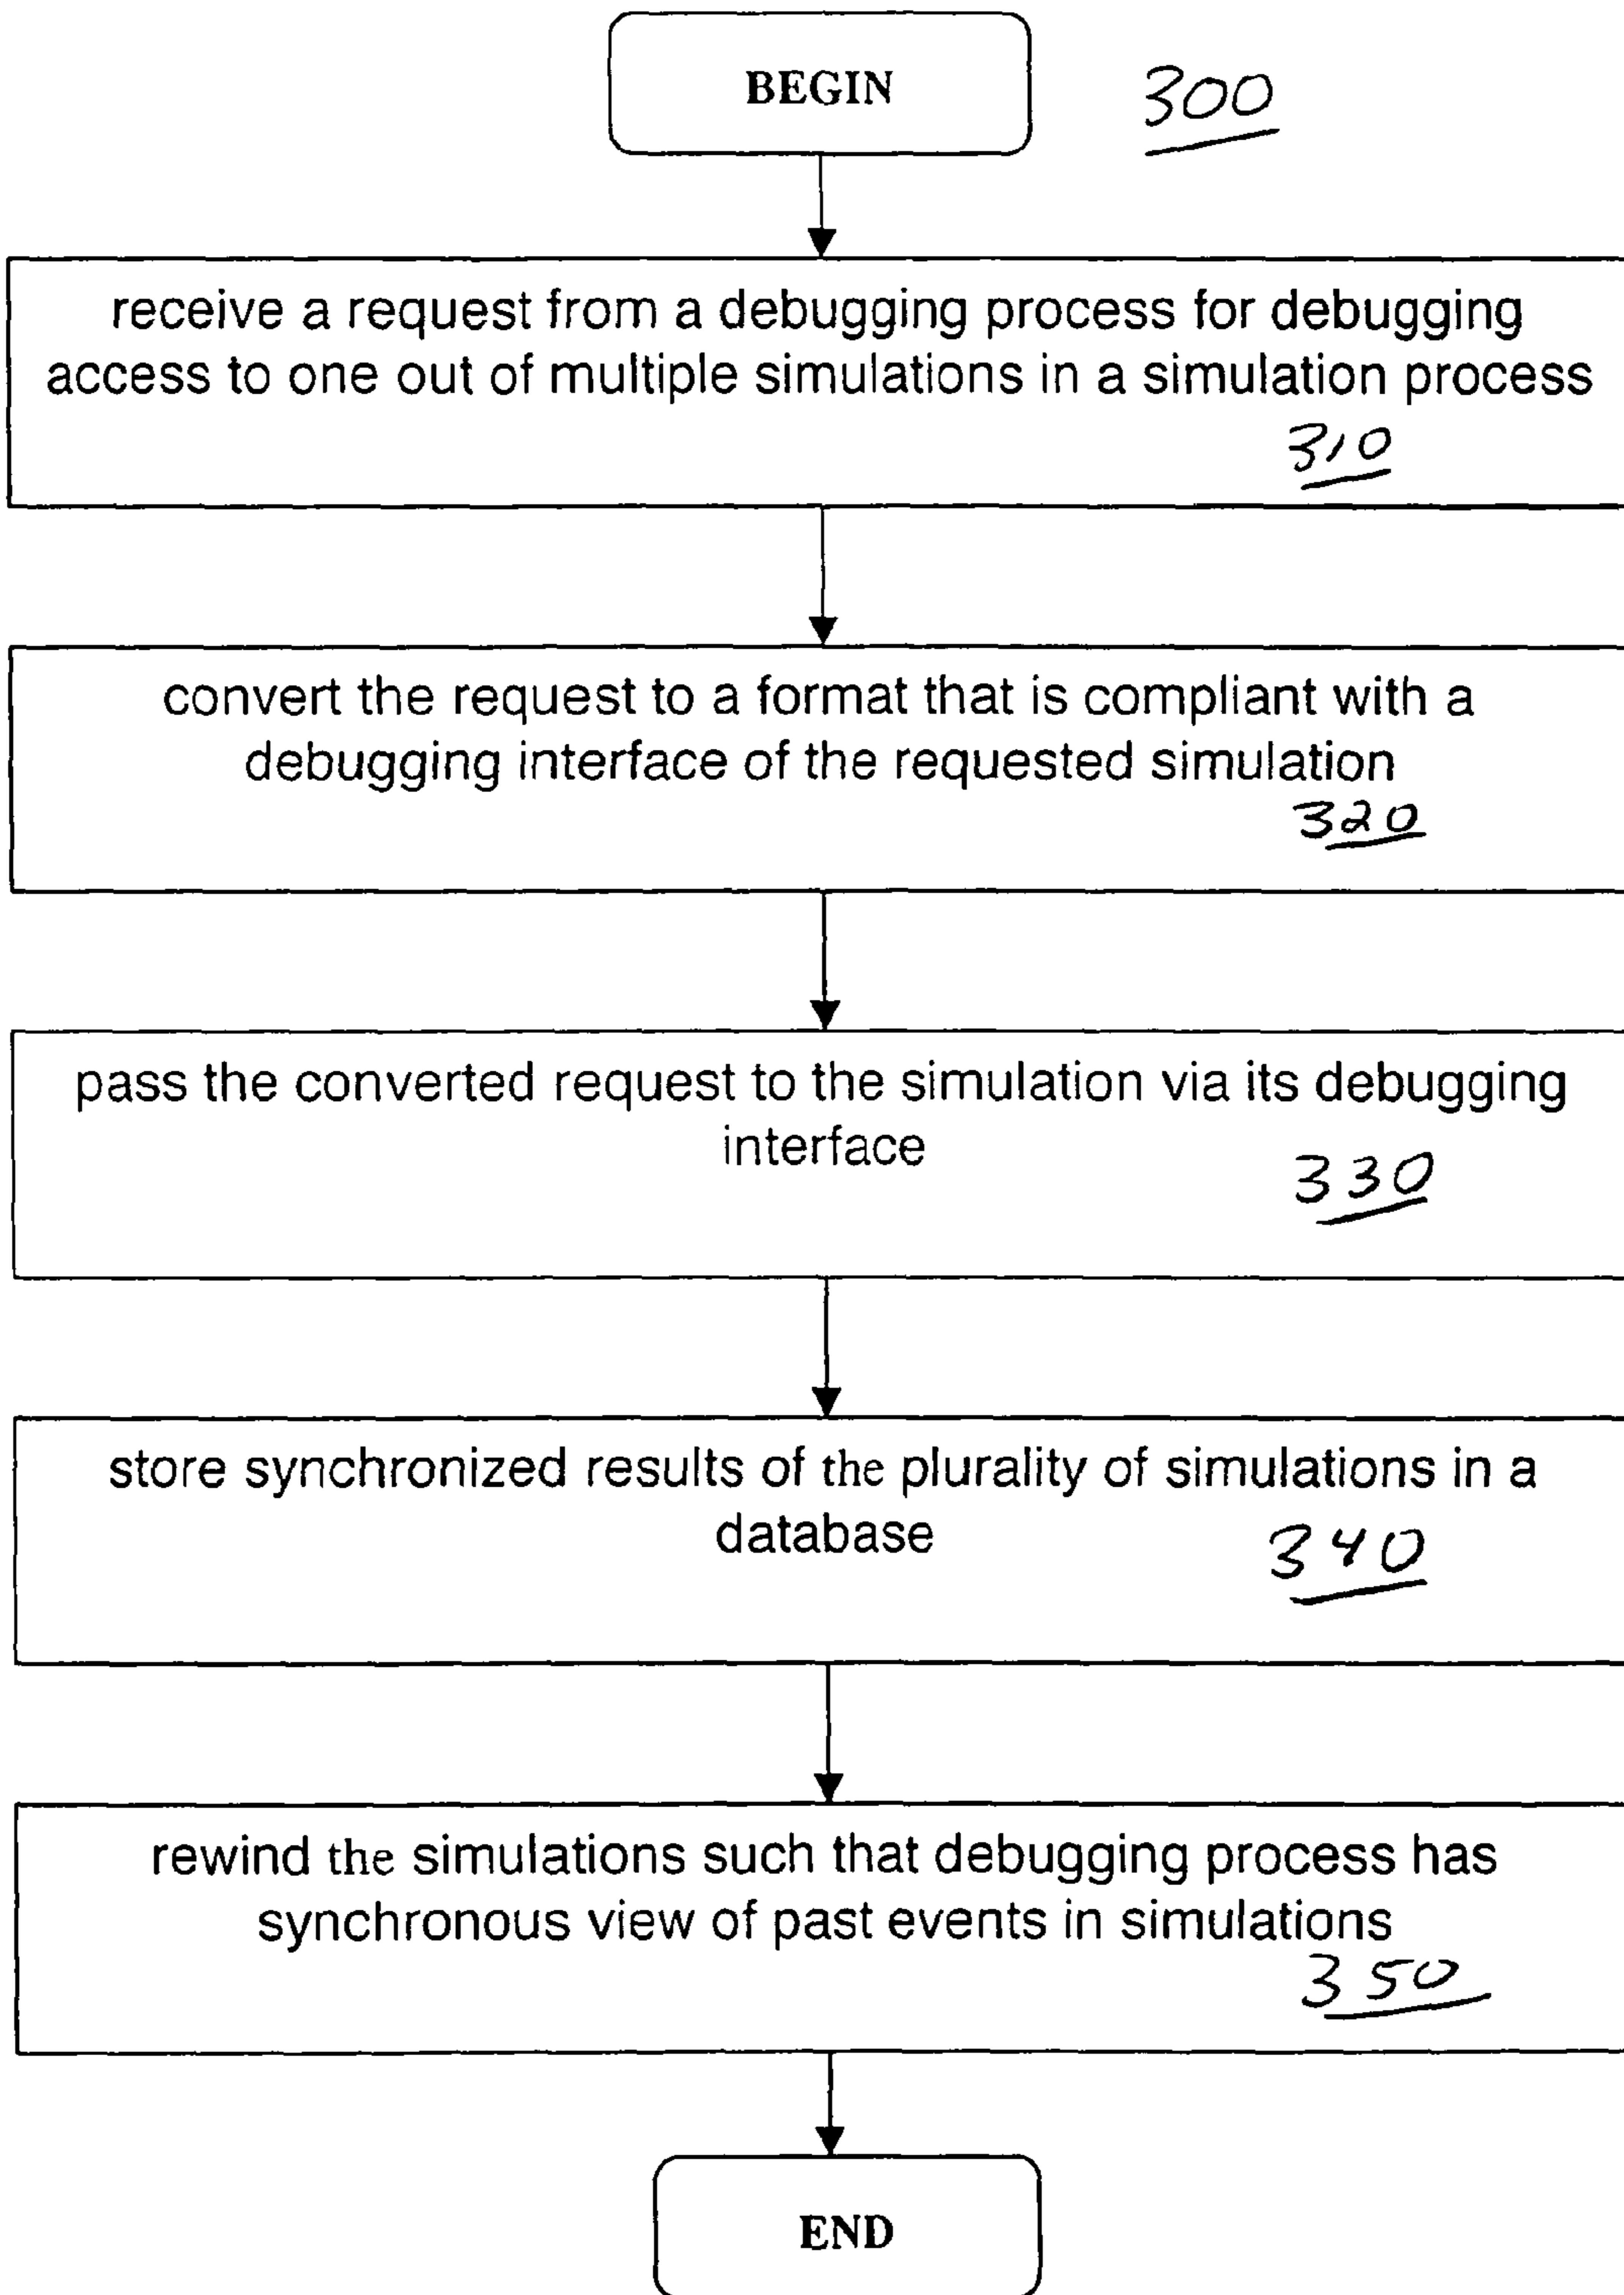 BEGIN
300
receive a request from a debugging process for debugging
access to one out of multiple simulations in a simulation process
310
convert the request to a format that is compliant with a
debugging interface of the requested simulation
320
pass the converted request to the simulation via its debugging
interface
330
store synchronized results of the plurality of simulations in a
database
340
rewind the simulations such that debugging process has
synchronous view of past events in simulations
350
END